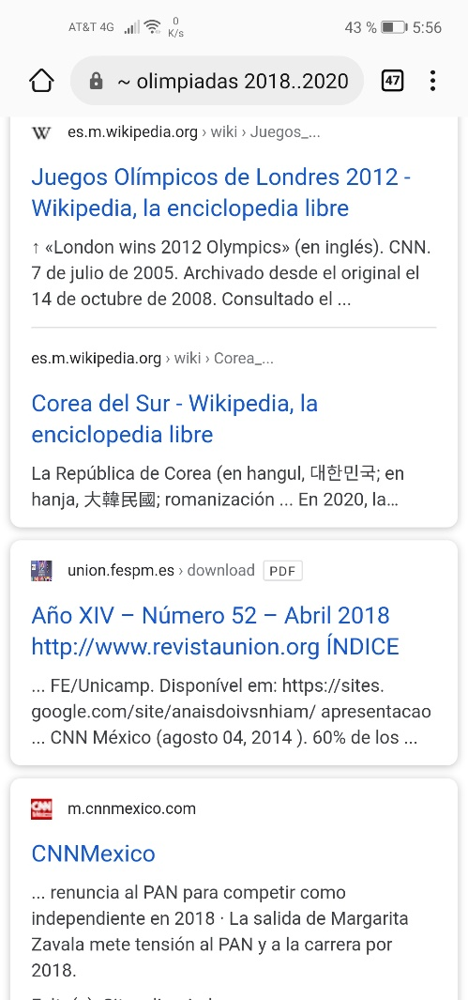 AT&T 4G 0 K/s 43 % 5:56
~ olimpiadas 2018..2020 47
W es.m.wikipedia.org › wiki › Juegos_...
Juegos Olímpicos de Londres 2012 -
Wikipedia, la enciclopedia libre
↑ «London wins 2012 Olympics» (en inglés). CNN.
7 de julio de 2005. Archivado desde el original el
14 de octubre de 2008. Consultado el ...
es.m.wikipedia.org › wiki › Corea_...
Corea del Sur - Wikipedia, la
enciclopedia libre
La República de Corea (en hangul, 대한민국; en
hanja, 大韓民國; romanización ... En 2020, la...
union.fespm.es › download PDF
Año XIV – Número 52 – Abril 2018
http://www.revistaunion.org ÍNDICE
... FE/Unicamp. Disponível em: https://sites.
google.com/site/anaisdoivsnhiam/ apresentacao
... CNN México (agosto 04, 2014 ). 60% de los ...
CNN m.cnnmexico.com
CNNMexico
... renuncia al PAN para competir como
independiente en 2018 · La salida de Margarita
Zavala mete tensión al PAN y a la carrera por
2018.